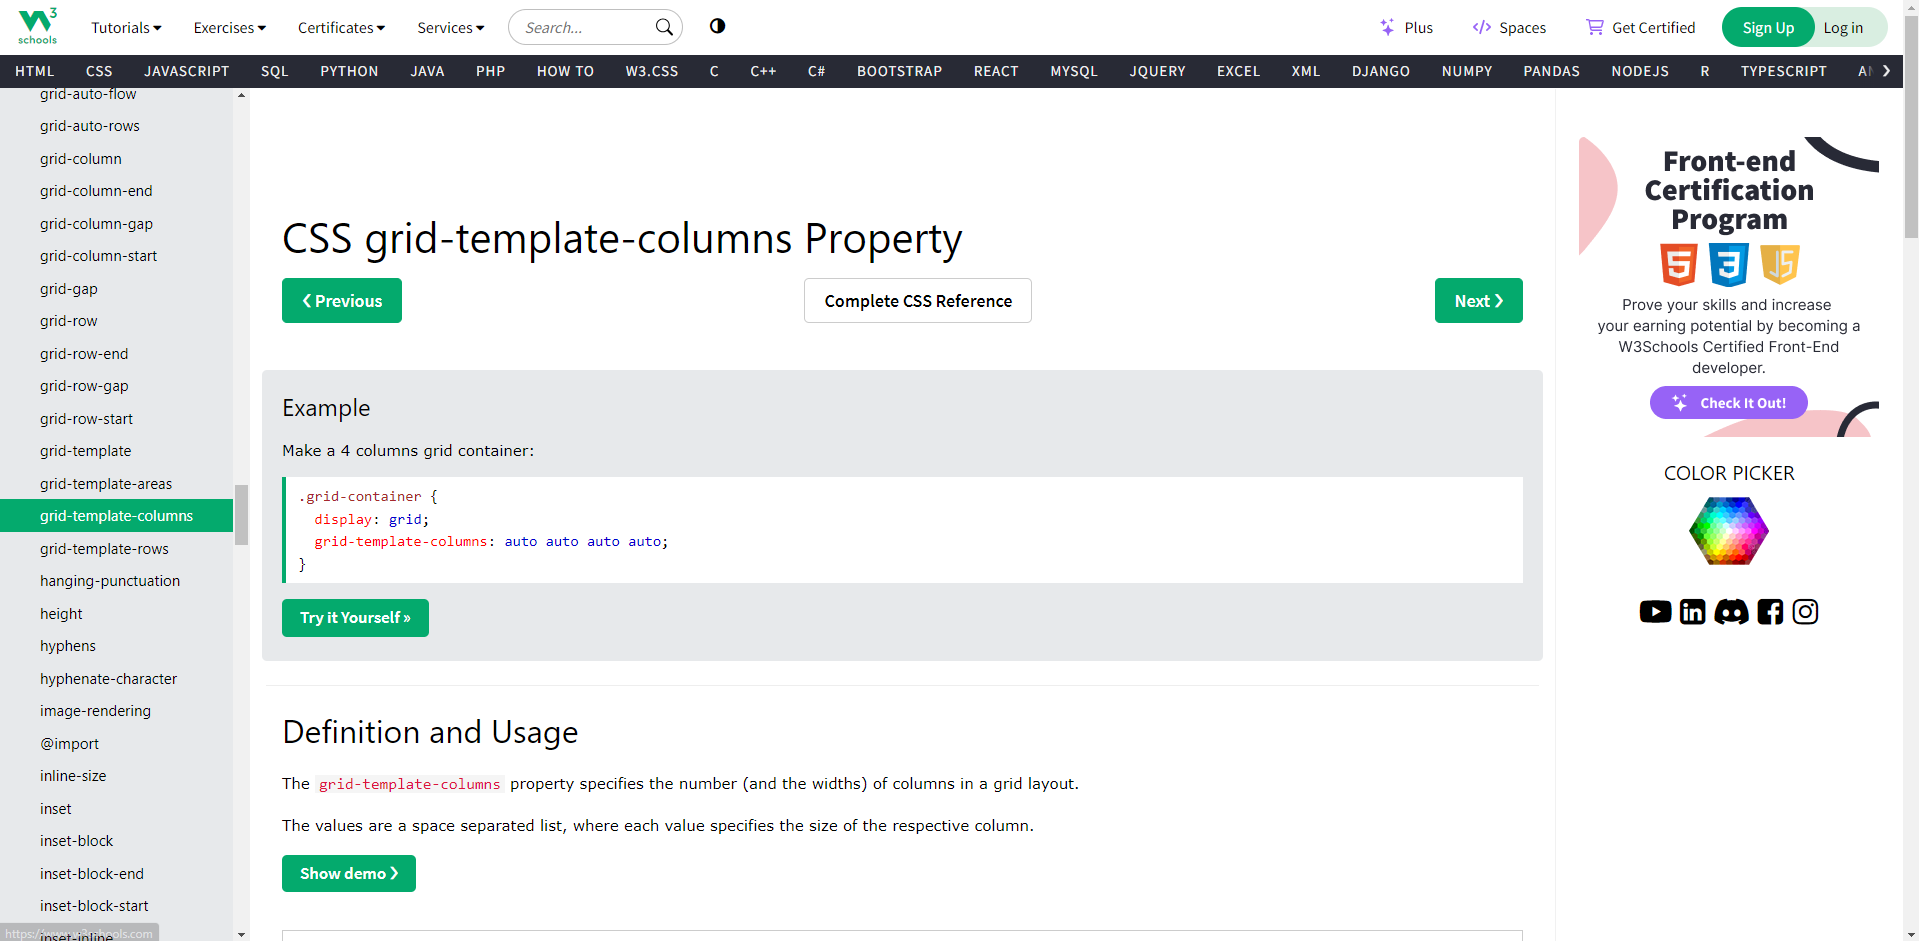 3
schools
Tutorials Exercises Certificates Services Search... Plus Spaces Get Certified Sign Up Log in
HTML CSS JAVASCRIPT SQL PYTHON JAVA PHP HOW TO W3.CSS C C++ C# BOOTSTRAP REACT MYSQL JQUERY EXCEL XML DJANGO NUMPY PANDAS NODEJS R TYPESCRIPT
grid-auto-flow
grid-auto-rows
grid-column
grid-column-end
grid-column-gap
grid-column-start
grid-gap
grid-row
grid-row-end
grid-row-gap
grid-row-start
grid-template
grid-template-areas
grid-template-columns
grid-template-rows
hanging-punctuation
height
hyphens
hyphenate-character
image-rendering
@import
inline-size
inset
inset-block
inset-block-end
inset-block-start
inset-inline
https://www.w3schools.com
CSS grid-template-columns Property
❮ Previous Complete CSS Reference Next ❯
Example
Make a 4 columns grid container:
.grid-container {
display: grid;
grid-template-columns: auto auto auto auto;
}
Try it Yourself »
Definition and Usage
The grid-template-columns property specifies the number (and the widths) of columns in a grid layout.
The values are a space separated list, where each value specifies the size of the respective column.
Show demo ❯
Front-end
Certification
Program
5 3 JS
Prove your skills and increase
your earning potential by becoming a
W3Schools Certified Front-End
developer.
Check It Out!
COLOR PICKER